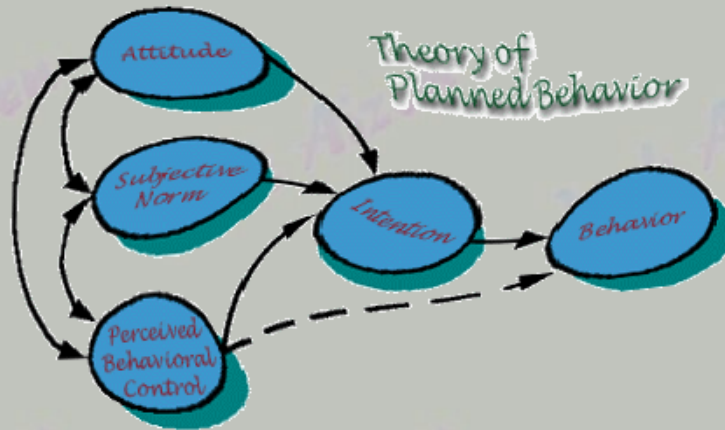 Theory of
Planned Behavior
Attitude
Subjective
Norm
Intention
Behavior
Perceived
Behavioral
Control